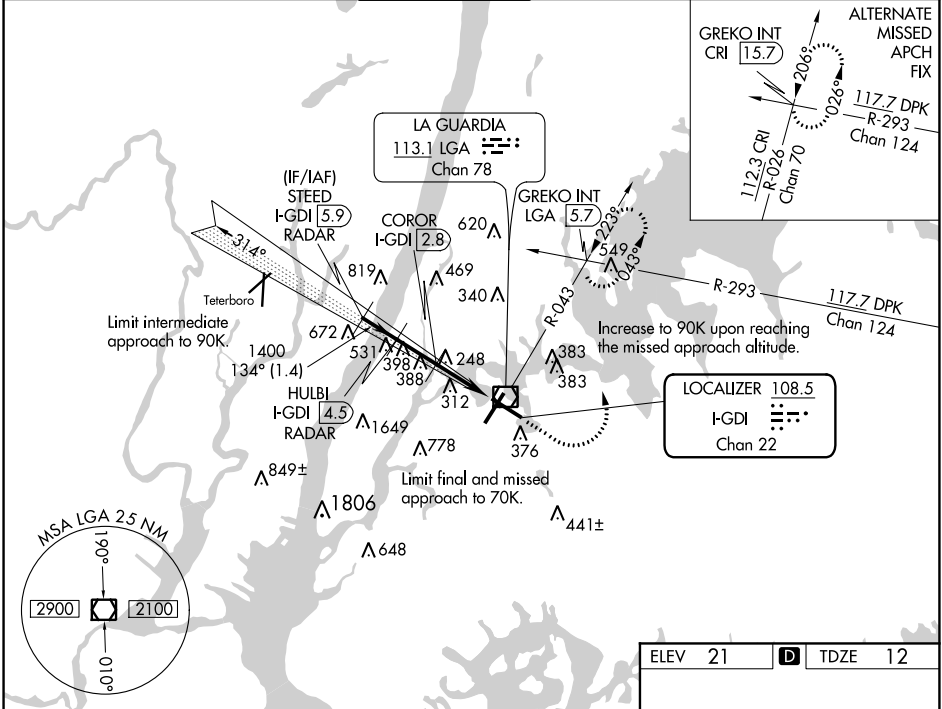 ALTERNATE
MISSED
APCH
FIX
GREKO INT
CRI 15.7
206°
026°
117.7 DPK
R-293
Chan 124
112.3 CRI
R-026
Chan 70
LA GUARDIA
113.1 LGA
Chan 78
(IF/IAF)
STEED
I-GDI 5.9
RADAR
COROR
I-GDI 2.8
GREKO INT
LGA 5.7
223°
043°
549
620
314°
819
469
340
R-043
R-293
117.7 DPK
Chan 124
Teterboro
Limit intermediate
approach to 90K.
672
1400
134° (1.4)
531
398
388
248
312
Increase to 90K upon reaching
the missed approach altitude.
383
383
HULBI
I-GDI 4.5
RADAR
LOCALIZER 108.5
I-GDI
Chan 22
1649
778
376
849±
Limit final and missed
approach to 70K.
1806
441±
648
MSA LGA 25 NM
190°
2900
2100
010°
ELEV 21 D TDZE 12